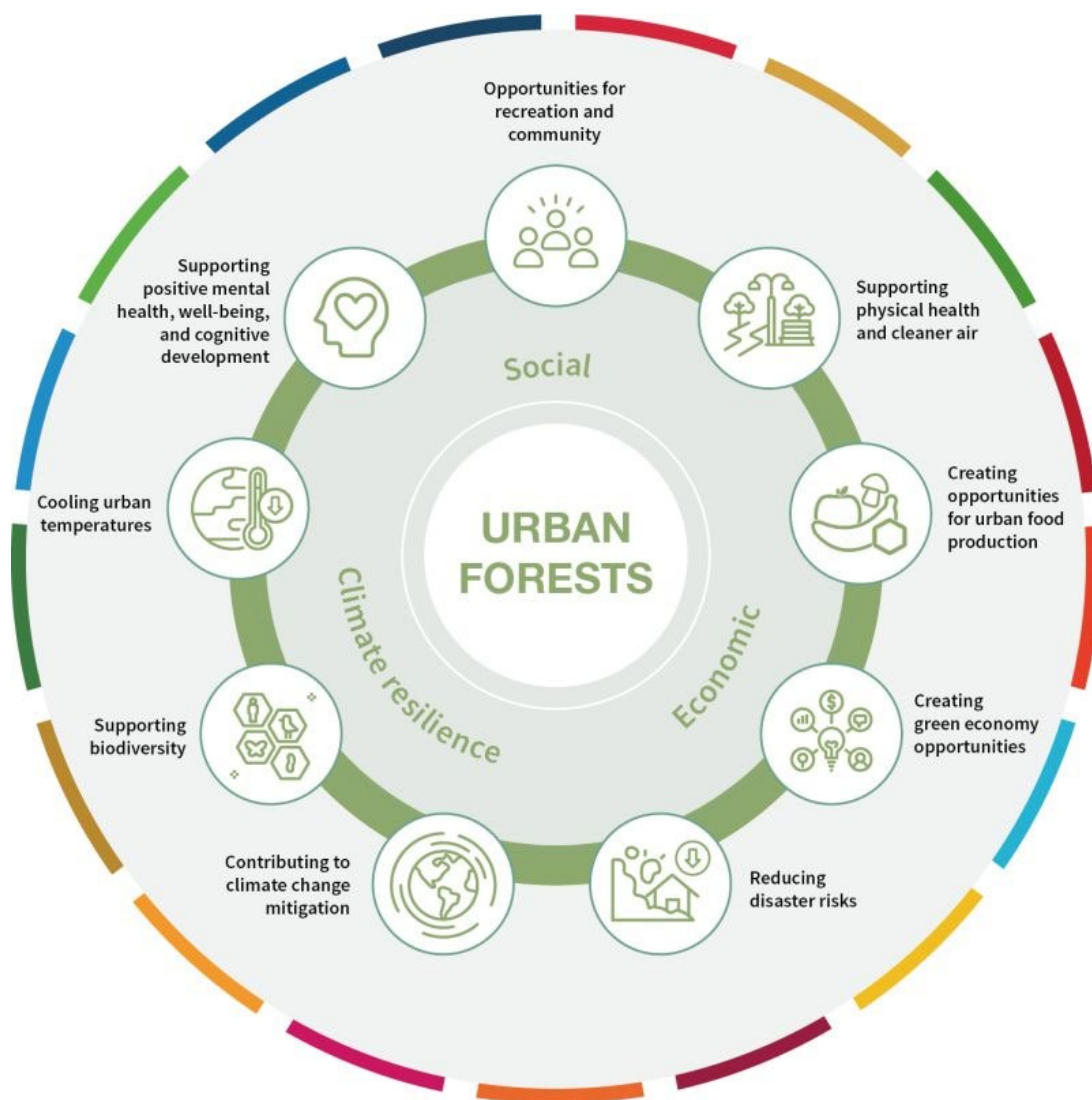 Opportunities for
recreation and
community
Supporting
positive mental
health, well-being,
and cognitive
development
Supporting
physical health
and cleaner air
Social
Cooling urban
temperatures
Creating
opportunities
for urban food
production
URBAN
FORESTS
Climate resilience
Economic
Supporting
biodiversity
Creating
green economy
opportunities
$
Contributing to
climate change
mitigation
Reducing
disaster risks